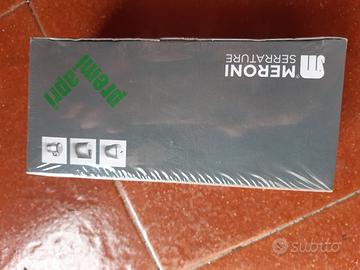 MERONI®
SERRATURE
premi apri
subito